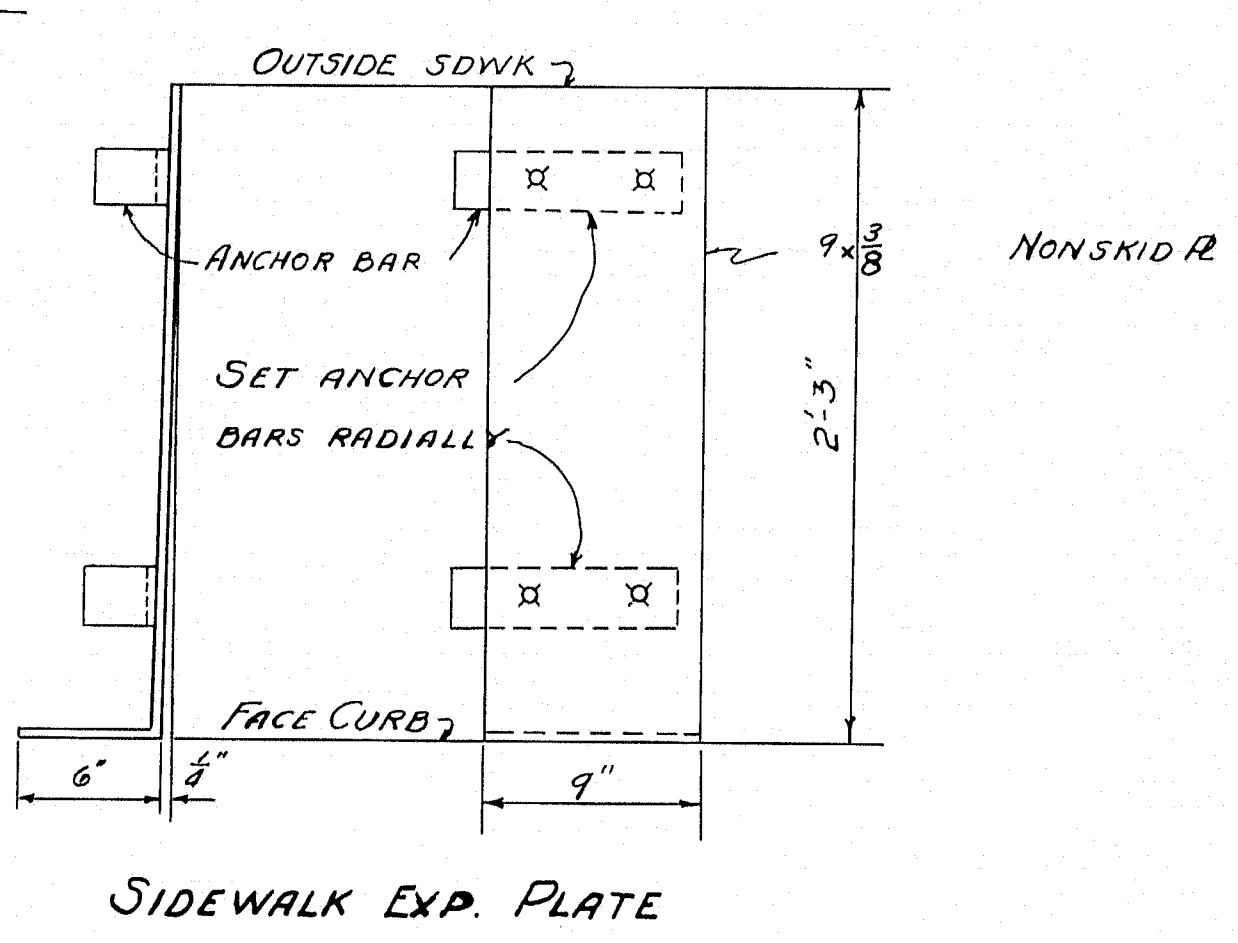 OUTSIDE SDWK
ANCHOR BAR
9 x 3/8
NONSKID PL
SET ANCHOR
BARS RADIALLY
2'-3"
FACE CURB
6"
1/4"
9"
SIDEWALK EXP. PLATE